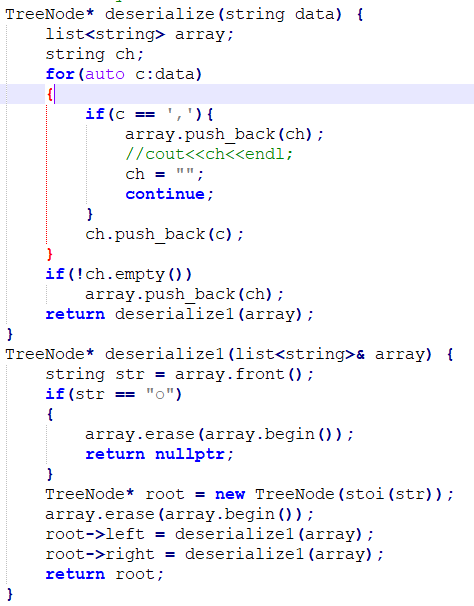 TreeNode* deserialize(string data) {
    list<string> array;
    string ch;
    for(auto c:data)
    {
        if(c == ','){
            array.push_back(ch);
            //cout<<ch<<endl;
            ch = "";
            continue;
        }
        ch.push_back(c);
    }
    if(!ch.empty())
        array.push_back(ch);
    return deserialize1(array);
}
TreeNode* deserialize1(list<string>& array) {
    string str = array.front();
    if(str == "o")
    {
        array.erase(array.begin());
        return nullptr;
    }
    TreeNode* root = new TreeNode(stoi(str));
    array.erase(array.begin());
    root->left = deserialize1(array);
    root->right = deserialize1(array);
    return root;
}